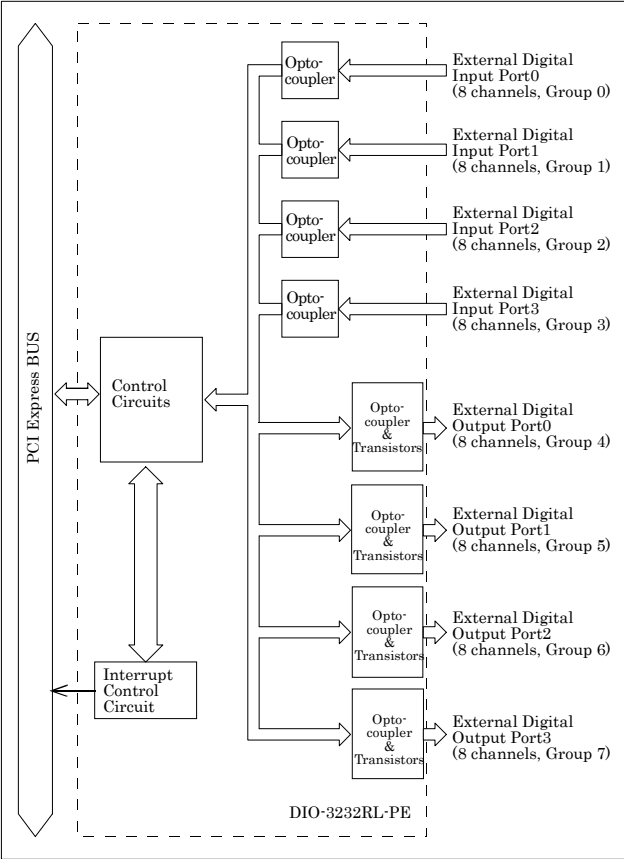 Opto-
coupler
External Digital
Input Port0
(8 channels, Group 0)
Opto-
coupler
External Digital
Input Port1
(8 channels, Group 1)
Opto-
coupler
External Digital
Input Port2
(8 channels, Group 2)
Opto-
coupler
External Digital
Input Port3
(8 channels, Group 3)
PCI Express BUS
Control
Circuits
Opto-
coupler
&
Transistors
External Digital
Output Port0
(8 channels, Group 4)
Opto-
coupler
&
Transistors
External Digital
Output Port1
(8 channels, Group 5)
Opto-
coupler
&
Transistors
External Digital
Output Port2
(8 channels, Group 6)
Interrupt
Control
Circuit
Opto-
coupler
&
Transistors
External Digital
Output Port3
(8 channels, Group 7)
DIO-3232RL-PE